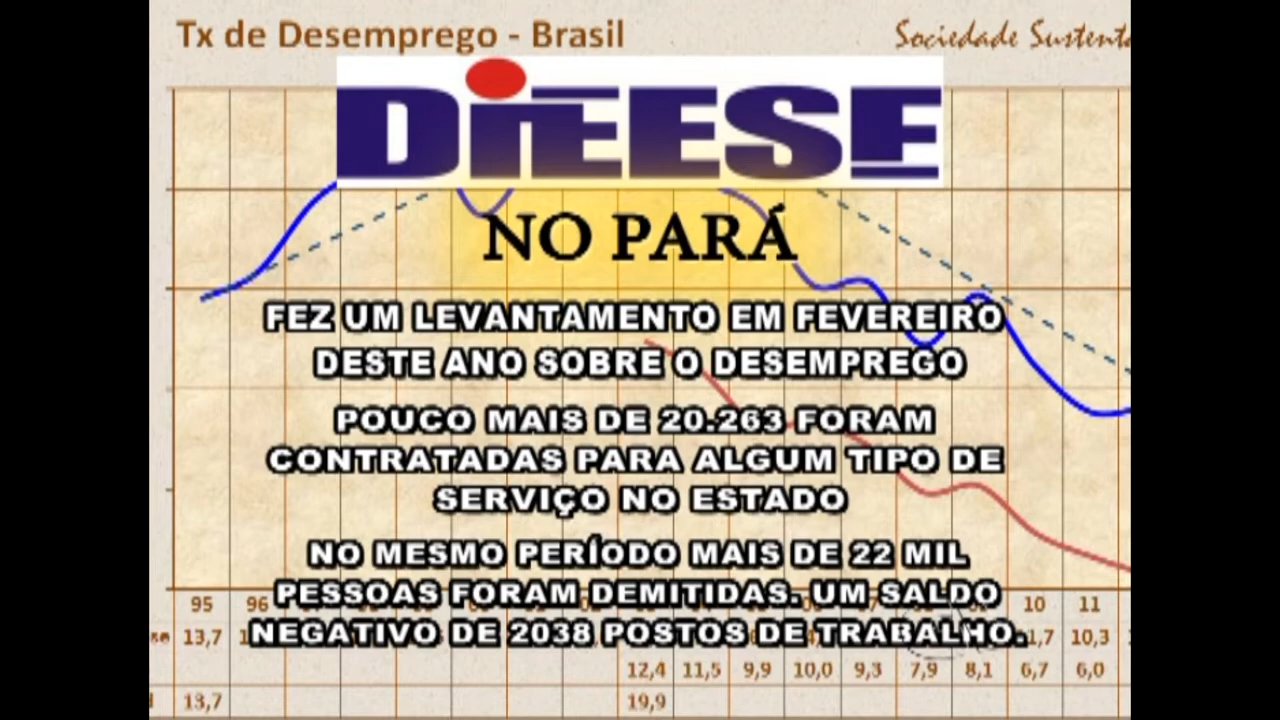 Tx de Desemprego - Brasil
Sociedade
DIEESE
NO PARÁ
FEZ UM LEVANTAMENTO EM FEVEREIRO
DESTE ANO SOBRE O DESEMPREGO
POUCO MAIS DE 20.263 FORAM
CONTRATADAS PARA ALGUM TIPO DE
SERVIÇO NO ESTADO
NO MESMO PERÍODO MAIS DE 22 MIL
PESSOAS FORAM DEMITIDAS. UM SALDO
NEGATIVO DE 2038 POSTOS DE TRABALHO.
95 96 10 11
13,7 10,3
12,4 11,5 9,9 10,0 9,3 7,9 8,1 6,7 6,0
13,7 19,9